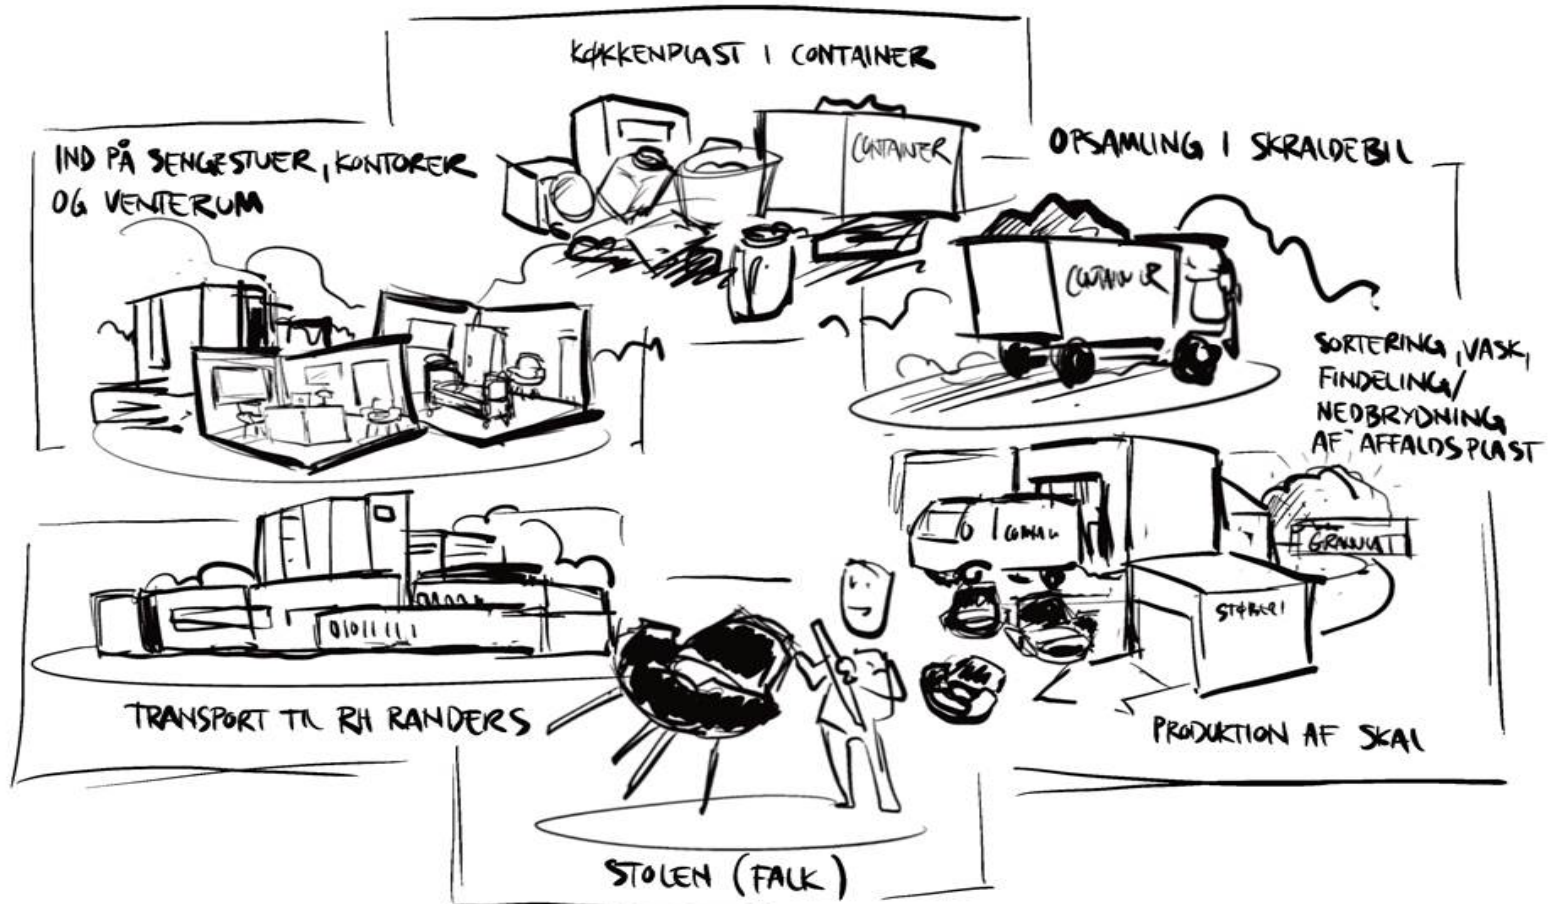 KØKKENPLAST I CONTAINER
CONTAINER
OPSAMLING I SKRALDEBIL
CONTAINER
IND PÅ SENGESTUER, KONTORER
OG VENTERUM
SORTERING, VASK,
FINDELING/
NEDBRYDNING
AF AFFALDSPLAST
GRANULAT
STØBERI
PRODUKTION AF SKAL
TRANSPORT TIL RH RANDERS
STOLEN (FALK)